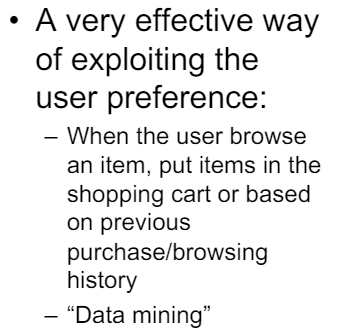 • A very effective way
of exploiting the
user preference:
– When the user browse
an item, put items in the
shopping cart or based
on previous
purchase/browsing
history
– “Data mining”